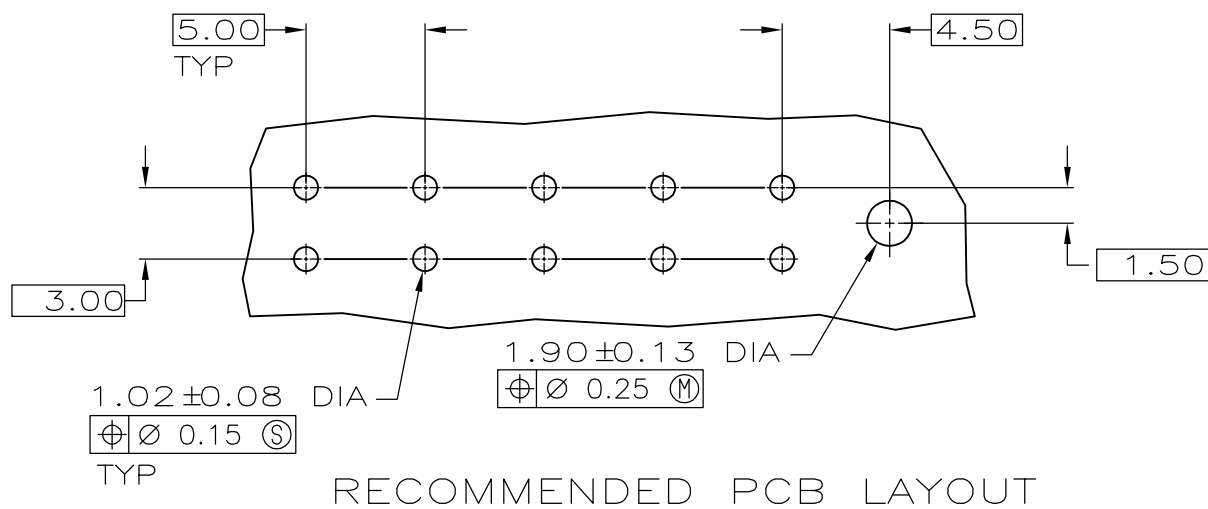 5.00
TYP
4.50
3.00
1.50
1.90±0.13 DIA
⌖ Ø 0.25 Ⓜ
1.02±0.08 DIA
⌖ Ø 0.15 Ⓢ
TYP
RECOMMENDED PCB LAYOUT